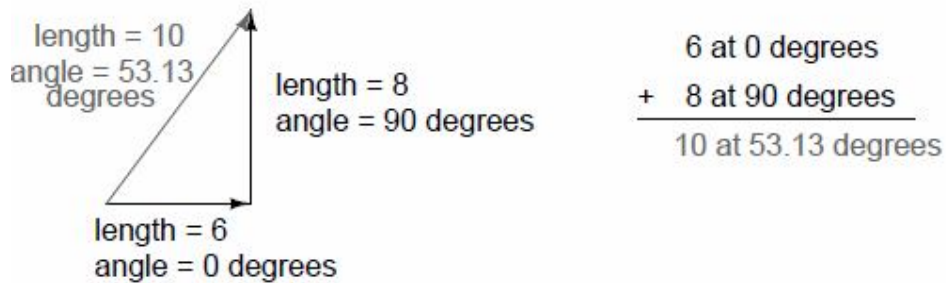 length = 10
angle = 53.13
degrees
length = 8
angle = 90 degrees
length = 6
angle = 0 degrees
6 at 0 degrees
+ 8 at 90 degrees
10 at 53.13 degrees